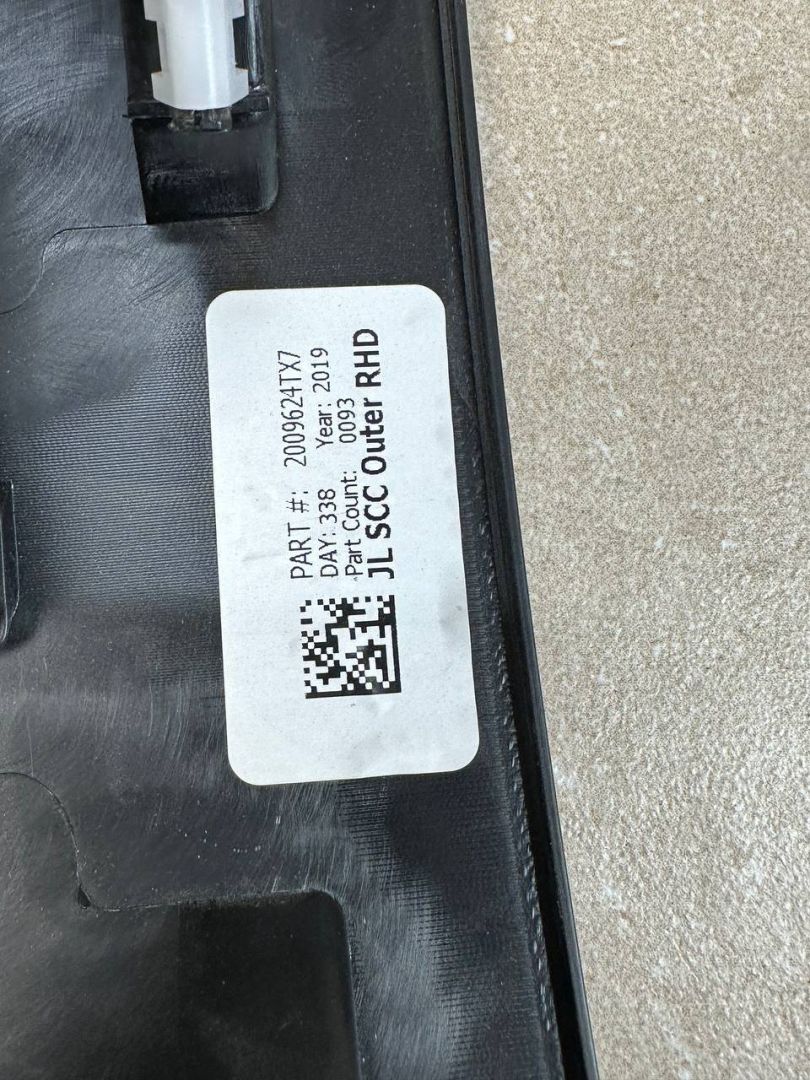 PART #: 2009624TX7
DAY: 338 Year: 2019
Part Count: 0093
JL SCC Outer RHD